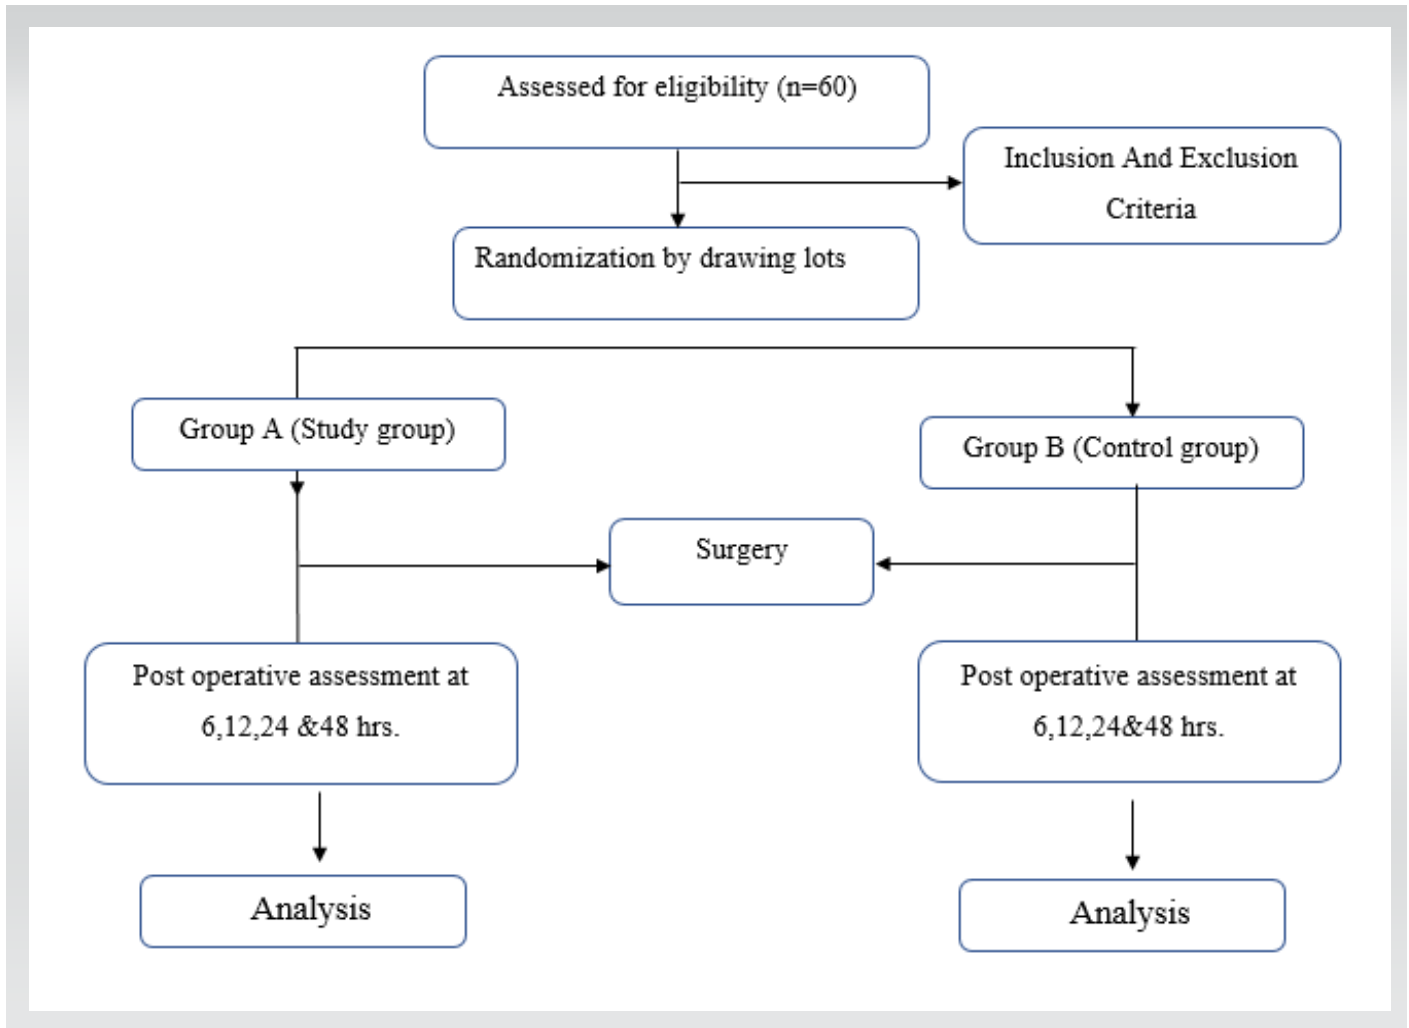 Assessed for eligibility (n=60)
Inclusion And Exclusion
Criteria
Randomization by drawing lots
Group A (Study group)
Group B (Control group)
Surgery
Post operative assessment at
6,12,24 &48 hrs.
Post operative assessment at
6,12,24&48 hrs.
Analysis
Analysis